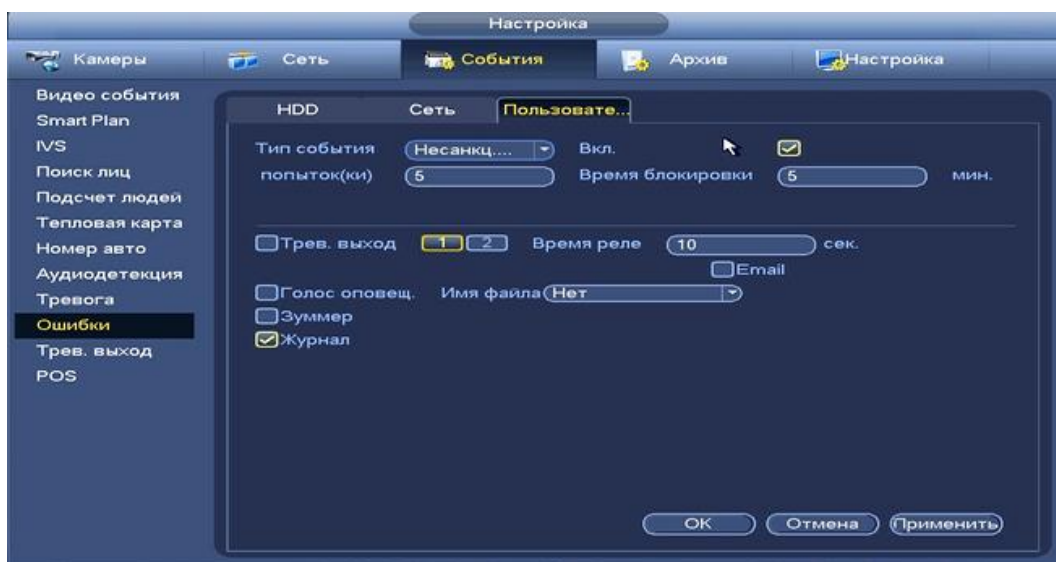 Настройка
Камеры Сеть События Архив Настройка
Видео события
Smart Plan
IVS
Поиск лиц
Подсчет людей
Тепловая карта
Номер авто
Аудиодетекция
Тревога
Ошибки
Трев. выход
POS
HDD Сеть Пользовате...
Тип события Несанкц.... Вкл.
попыток(ки) 5 Время блокировки 5 мин.
Трев. выход 1 2 Время реле 10 сек.
Email
Голос оповещ. Имя файла Нет
Зуммер
Журнал
OK Отмена Применить